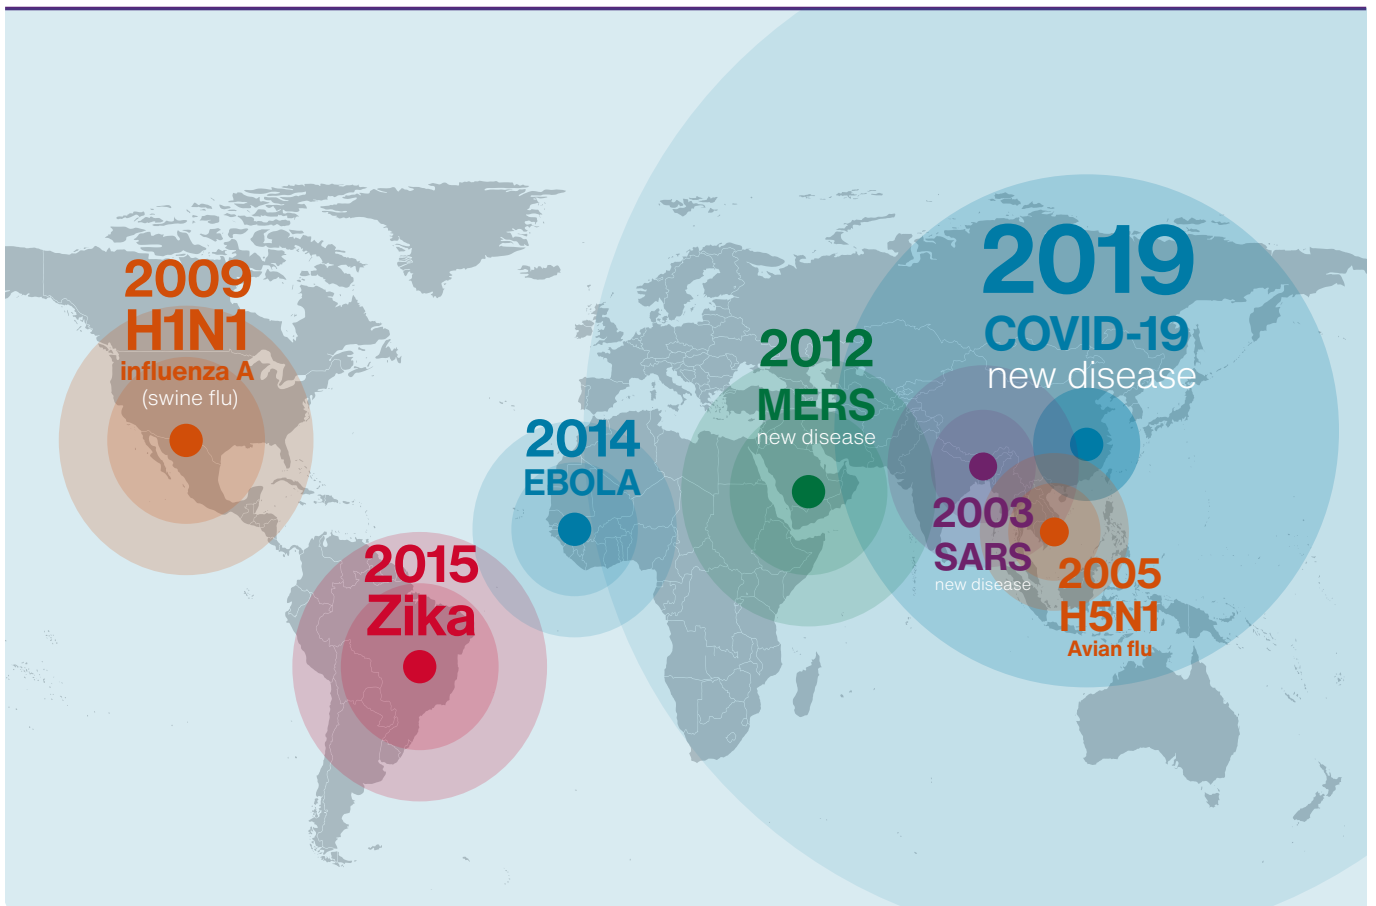 2009
H1N1
influenza A
(swine flu)
2015
Zika
2014
EBOLA
2012
MERS
new disease
2019
COVID-19
new disease
2003
SARS
new disease
2005
H5N1
Avian flu